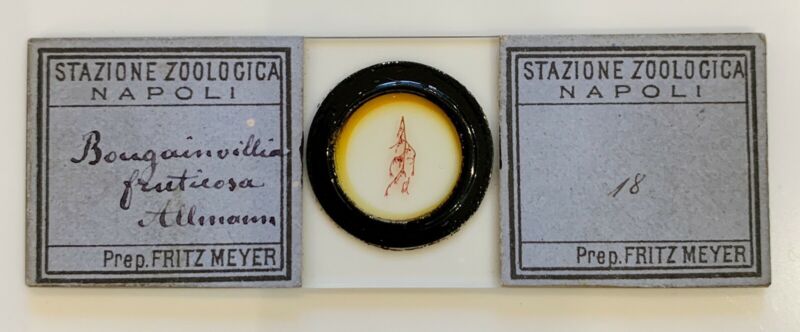 STAZIONE ZOOLOGICA
NAPOLI
Bougainvillia
fruticosa
Allmann
Prep. FRITZ MEYER
STAZIONE ZOOLOGICA
NAPOLI
18
Prep. FRITZ MEYER